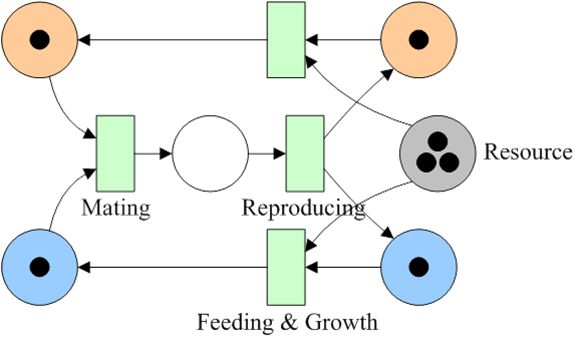 Resource
Mating
Reproducing
Feeding & Growth